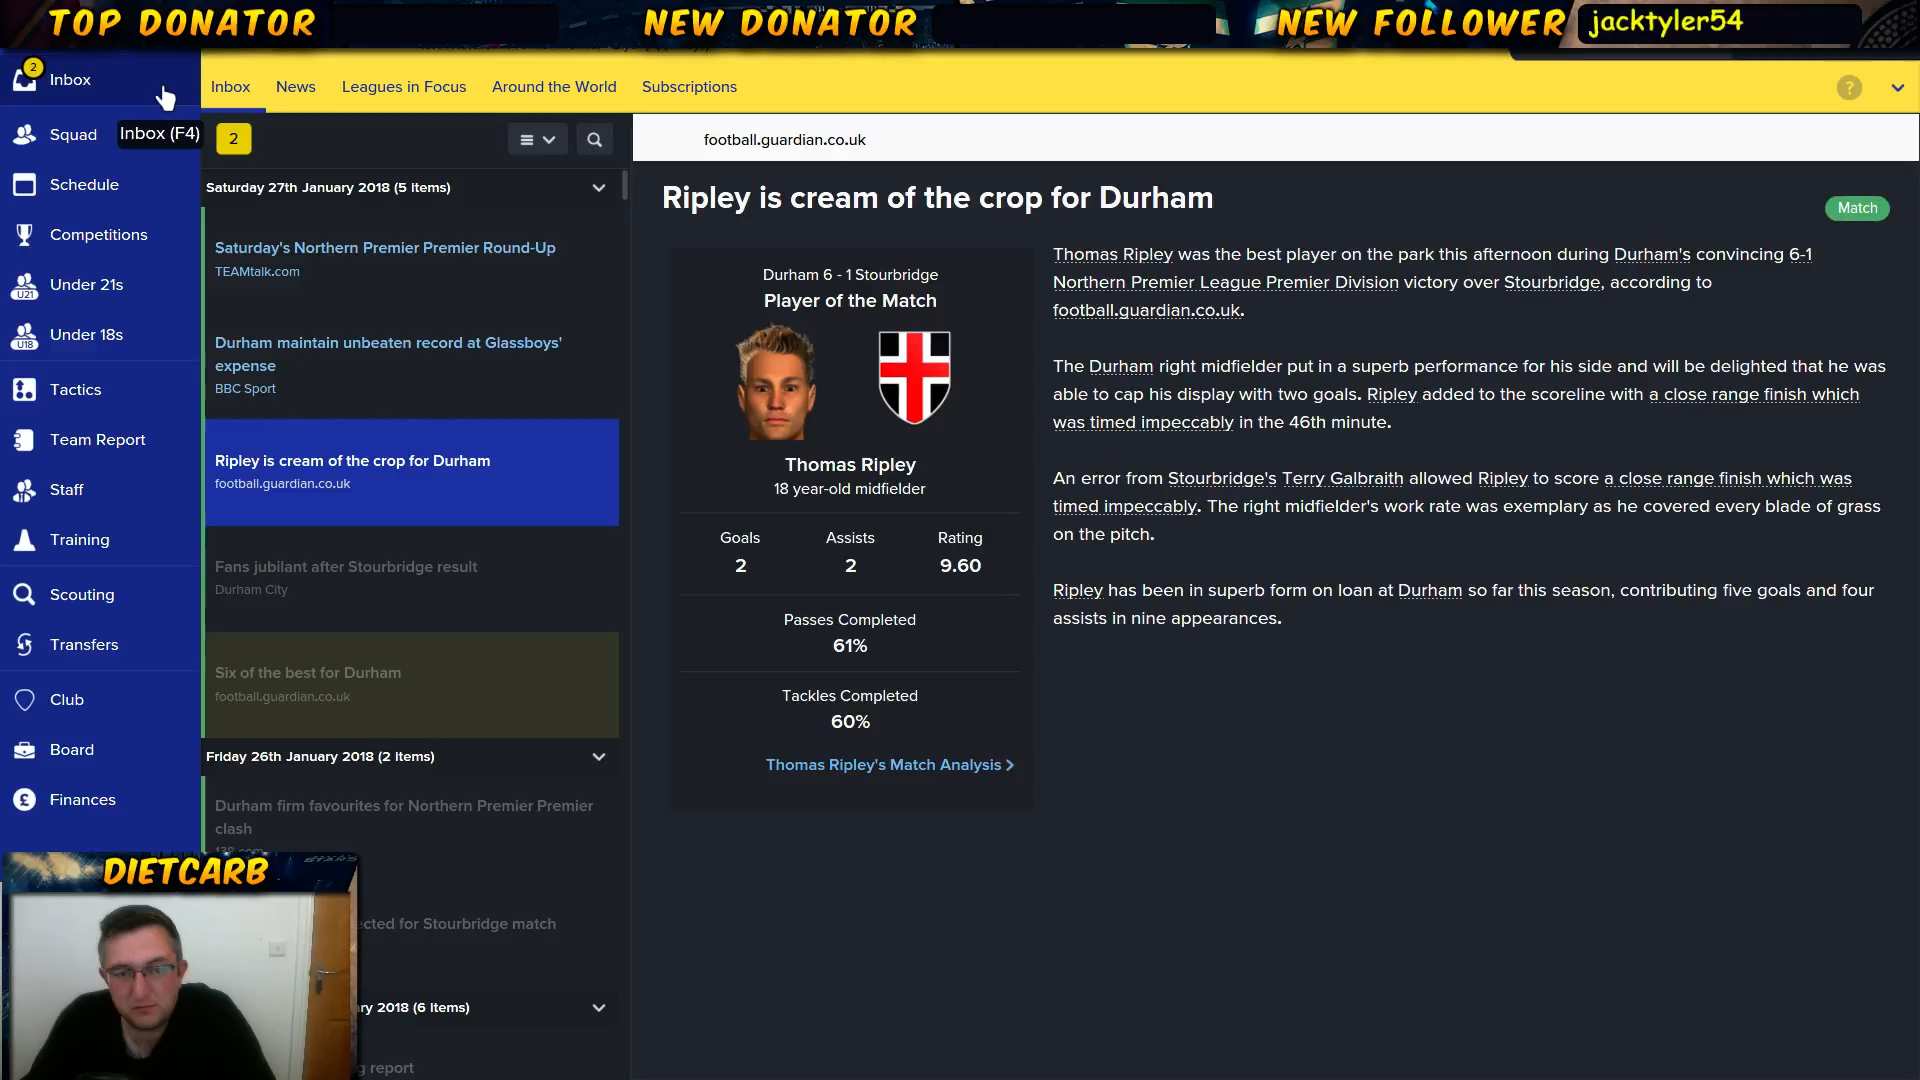 TOP DONATOR
NEW DONATOR
NEW FOLLOWER
jacktyler54
2
Inbox
Squad
Inbox (F4)
Schedule
Competitions
U21
Under 21s
U18
Under 18s
Tactics
Team Report
Staff
Training
Scouting
Transfers
Club
Board
£
Finances
Inbox
News
Leagues in Focus
Around the World
Subscriptions
?
2
Saturday 27th January 2018 (5 Items)
Saturday's Northern Premier Premier Round-Up
TEAMtalk.com
Durham maintain unbeaten record at Glassboys'
expense
BBC Sport
Ripley is cream of the crop for Durham
football.guardian.co.uk
Fans jubilant after Stourbridge result
Durham City
Six of the best for Durham
football.guardian.co.uk
Friday 26th January 2018 (2 Items)
Durham firm favourites for Northern Premier Premier
clash
ected for Stourbridge match
ry 2018 (6 Items)
g report
DIETCARB
football.guardian.co.uk
Ripley is cream of the crop for Durham
Match
Durham 6 - 1 Stourbridge
Player of the Match
Thomas Ripley
18 year-old midfielder
Goals Assists Rating
2 2 9.60
Passes Completed
61%
Tackles Completed
60%
Thomas Ripley's Match Analysis >
Thomas Ripley was the best player on the park this afternoon during Durham's convincing 6-1
Northern Premier League Premier Division victory over Stourbridge, according to
football.guardian.co.uk.
The Durham right midfielder put in a superb performance for his side and will be delighted that he was
able to cap his display with two goals. Ripley added to the scoreline with a close range finish which
was timed impeccably in the 46th minute.
An error from Stourbridge's Terry Galbraith allowed Ripley to score a close range finish which was
timed impeccably. The right midfielder's work rate was exemplary as he covered every blade of grass
on the pitch.
Ripley has been in superb form on loan at Durham so far this season, contributing five goals and four
assists in nine appearances.